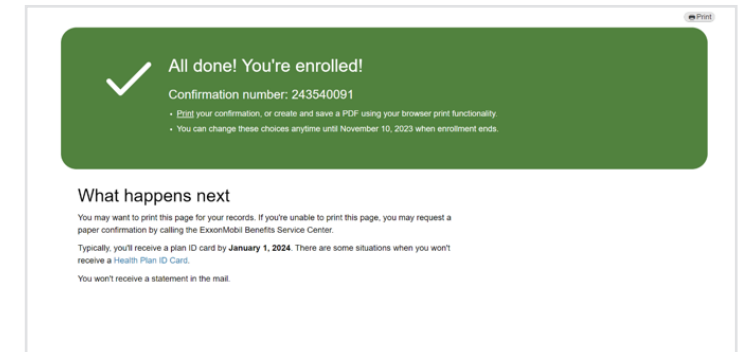 Print
All done! You're enrolled!
Confirmation number: 243540091
• Print your confirmation, or create and save a PDF using your browser print functionality.
• You can change these choices anytime until November 10, 2023 when enrollment ends.
What happens next
You may want to print this page for your records. If you're unable to print this page, you may request a
paper confirmation by calling the ExxonMobil Benefits Service Center.
Typically, you'll receive a plan ID card by January 1, 2024. There are some situations when you won't
receive a Health Plan ID Card.
You won't receive a statement in the mail.